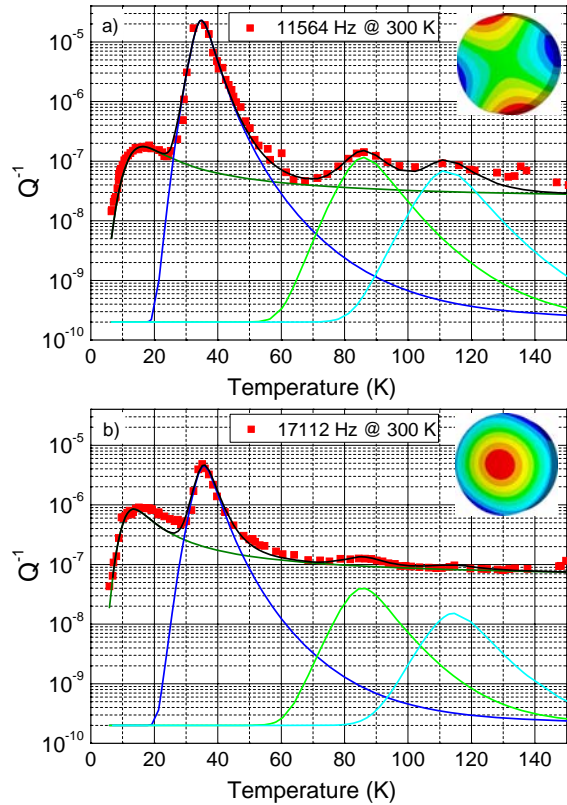 a)
11564 Hz @ 300 K
10⁻⁵
10⁻⁶
10⁻⁷
10⁻⁸
10⁻⁹
10⁻¹⁰
Q⁻¹
0 20 40 60 80 100 120 140
Temperature (K)
b)
17112 Hz @ 300 K
10⁻⁵
10⁻⁶
10⁻⁷
10⁻⁸
10⁻⁹
10⁻¹⁰
Q⁻¹
0 20 40 60 80 100 120 140
Temperature (K)